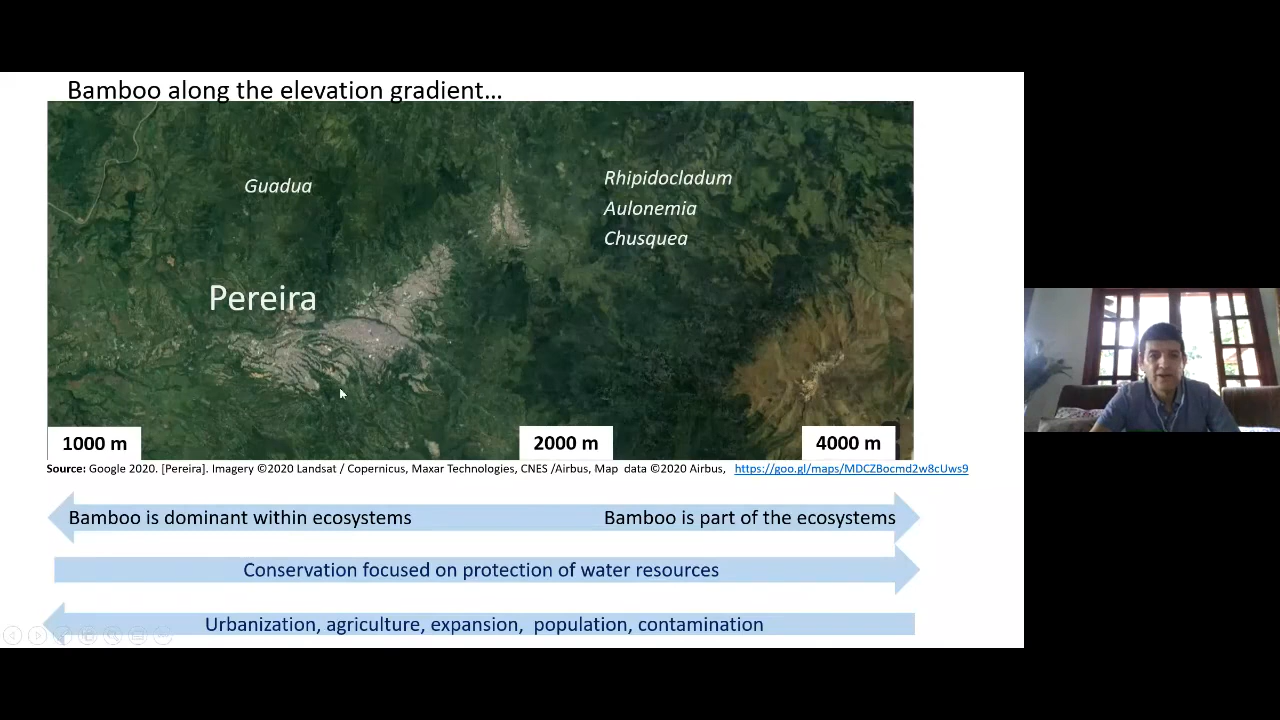 Bamboo along the elevation gradient...
Guadua
Rhipidocladum
Aulonemia
Chusquea
Pereira
1000 m
2000 m
4000 m
Source: Google 2020. [Pereira]. Imagery ©2020 Landsat / Copernicus, Maxar Technologies, CNES /Airbus, Map data ©2020 Airbus, https://goo.gl/maps/MDCZBocmd2w8cUws9
Bamboo is dominant within ecosystems
Bamboo is part of the ecosystems
Conservation focused on protection of water resources
Urbanization, agriculture, expansion, population, contamination